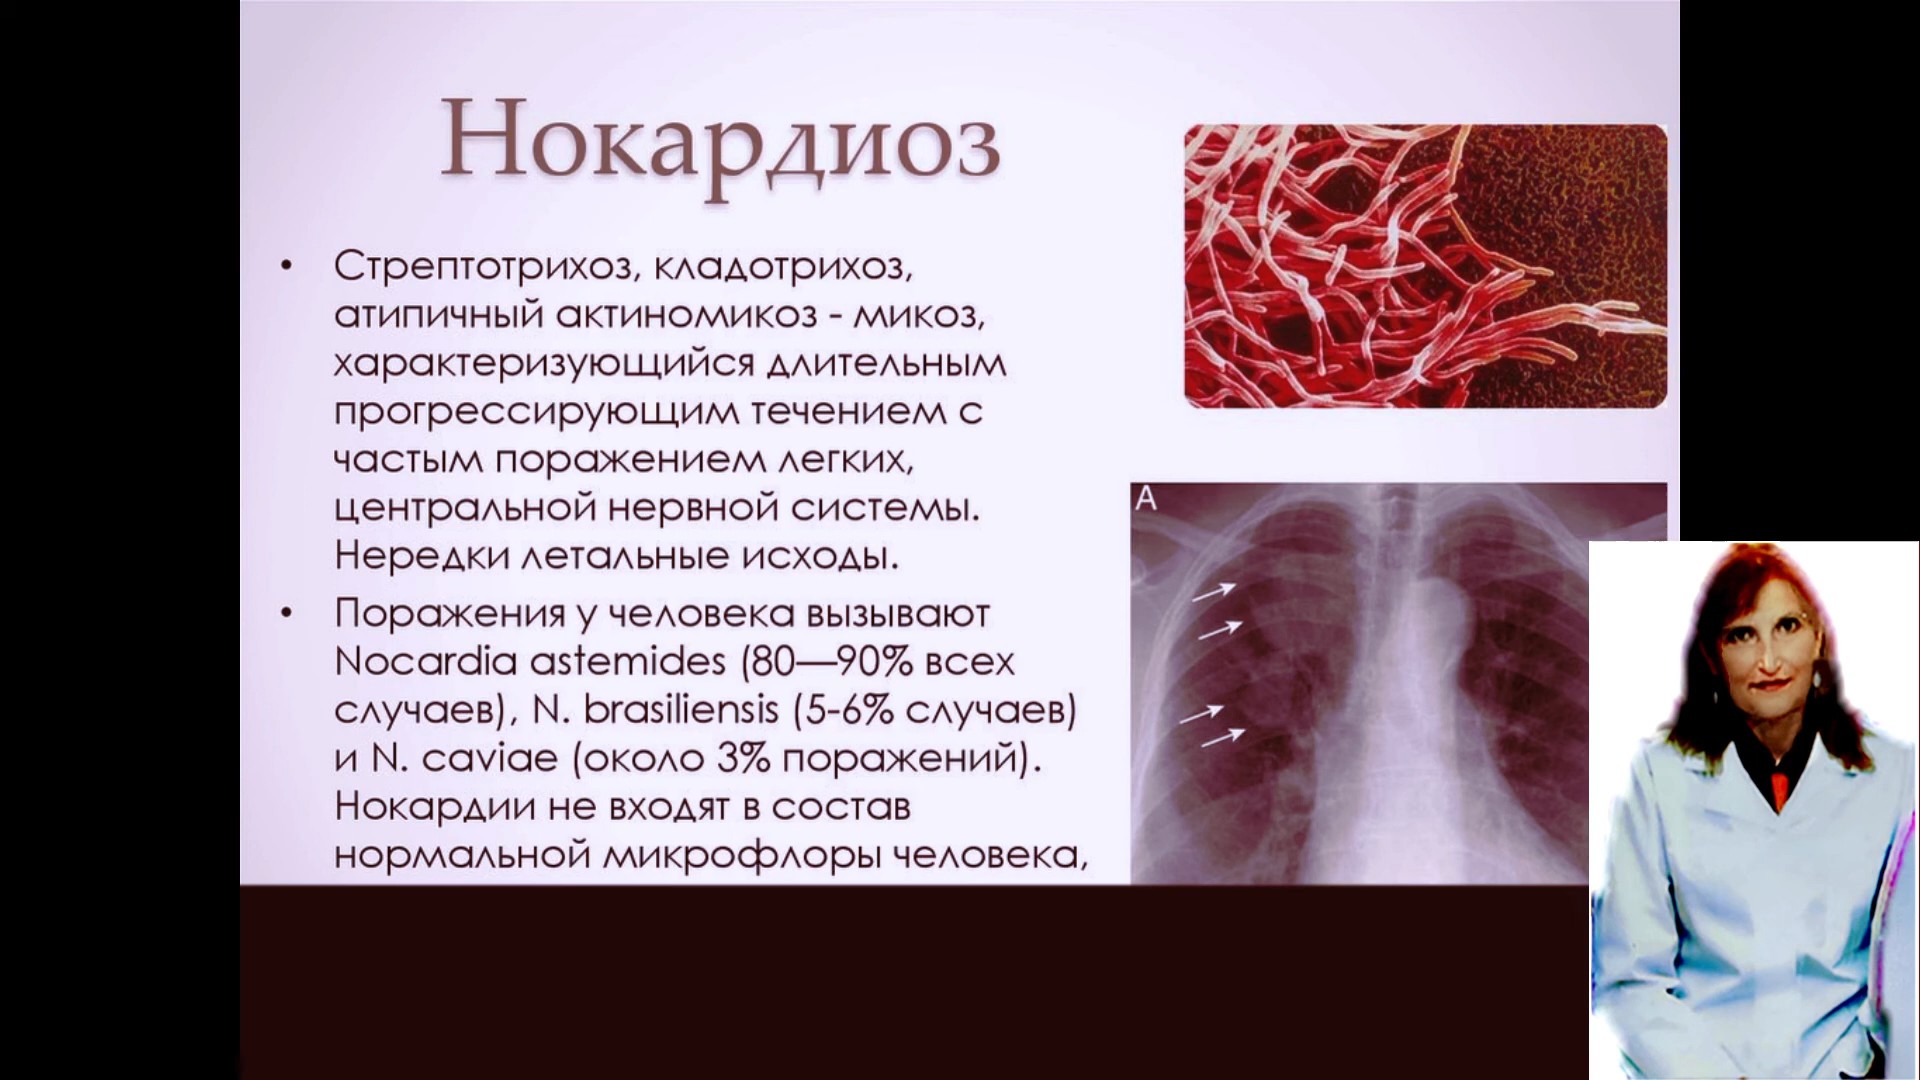 Нокардиоз
• Стрептотрихоз, кладотрихоз,
атипичный актиномикоз - микоз,
характеризующийся длительным
прогрессирующим течением с
частым поражением легких,
центральной нервной системы.
Нередки летальные исходы.
• Поражения у человека вызывают
Nocardia astemides (80—90% всех
случаев), N. brasiliensis (5-6% случаев)
и N. caviae (около 3% поражений).
Нокардии не входят в состав
нормальной микрофлоры человека,
A